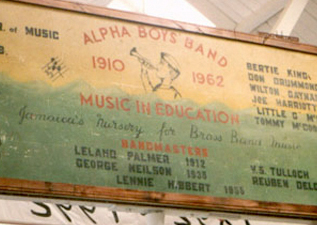 OF MUSIC
ALPHA BOYS BAND
1910 1962
MUSIC IN EDUCATION
Jamaica's Nursery for Brass Band music
BERTIE KING
DON DRUMMOND
WILTON GAYNAIR
JOE HARRIOTT
LITTLE G
TOMMY
BANDMASTERS
LELAND PALMER 1912
GEORGE NEILSON 1938
LENNIE HIBBERT 1955
V.S. TULLOCH
REUBEN